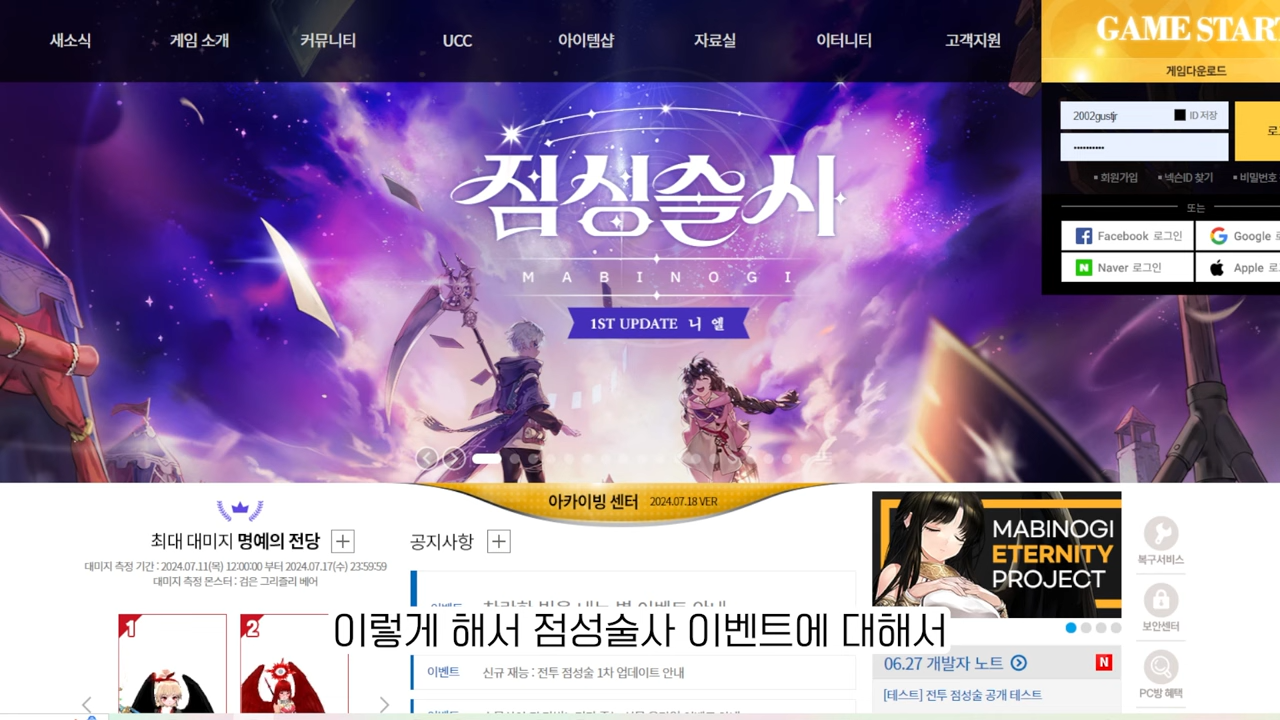 새소식
게임 소개
커뮤니티
UCC
아이템샵
자료실
이터니티
고객지원
GAME START
게임다운로드
2002gustjr
ID 저장
회원가입
넥슨ID 찾기
비밀번호
또는
Facebook 로그인
Google
Naver 로그인
Apple
점성술사
MABINOGI
1ST UPDATE 니엘
아카이빙 센터 2024.07.18 VER
최대 대미지 명예의 전당
대미지 측정 기간 : 2024.07.11(목) 12:00:00 부터 2024.07.17(수) 23:59:59
대미지 측정 몬스터 : 검은 그리즐리 베어
1
2
공지사항
이렇게 해서 점성술사 이벤트에 대해서
이벤트 신규 재능 : 전투 점성술 1차 업데이트 안내
MABINOGI
ETERNITY
PROJECT
06.27 개발자 노트
N
[테스트] 전투 점성술 공개 테스트
복구서비스
보안센터
PC방 혜택